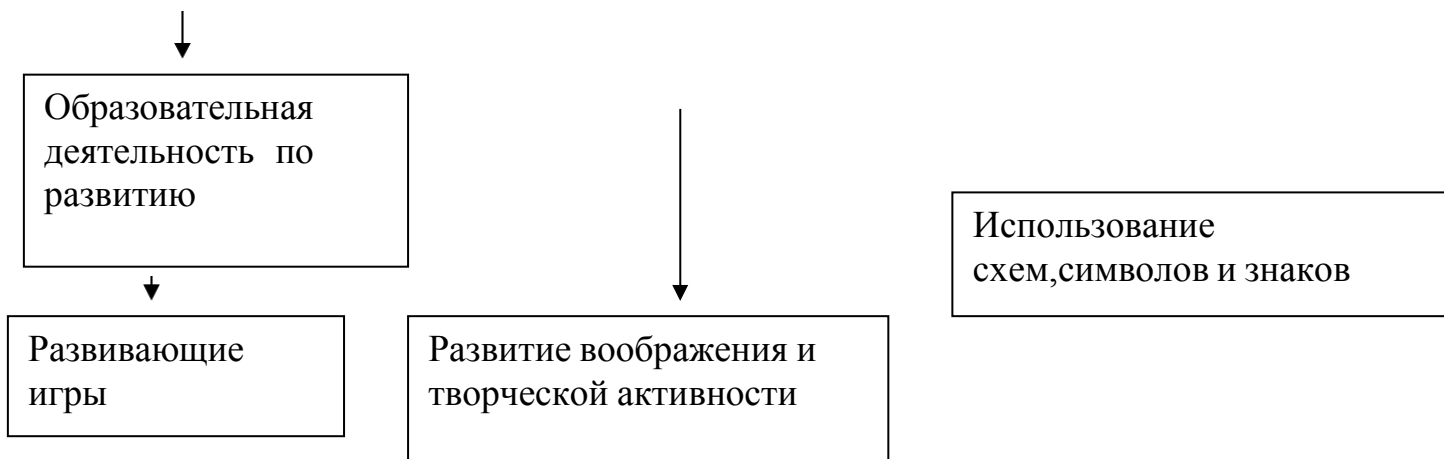 Образовательная
деятельность по
развитию
Использование
схем,символов и знаков
Развивающие
игры
Развитие воображения и
творческой активности